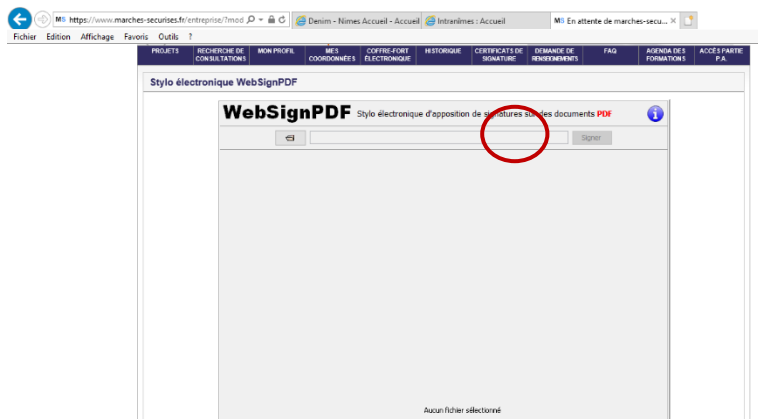 MS https://www.marches-securises.fr/entreprise/?mod
Denim - Nimes Accueil - Accueil
Intranîmes : Accueil
MS En attente de marches-secu...
Fichier Edition Affichage Favoris Outils ?
PROJETS
RECHERCHE DE CONSULTATIONS
MON PROFIL
MES COORDONNÉES
COFFRE-FORT ÉLECTRONIQUE
HISTORIQUE
CERTIFICATS DE SIGNATURE
DEMANDE DE RENSEIGNEMENTS
FAQ
AGENDA DES FORMATIONS
ACCÈS PARTIE P.A.
Stylo électronique WebSignPDF
WebSignPDF Stylo électronique d'apposition de signatures sur des documents PDF
Signer
Aucun fichier sélectionné